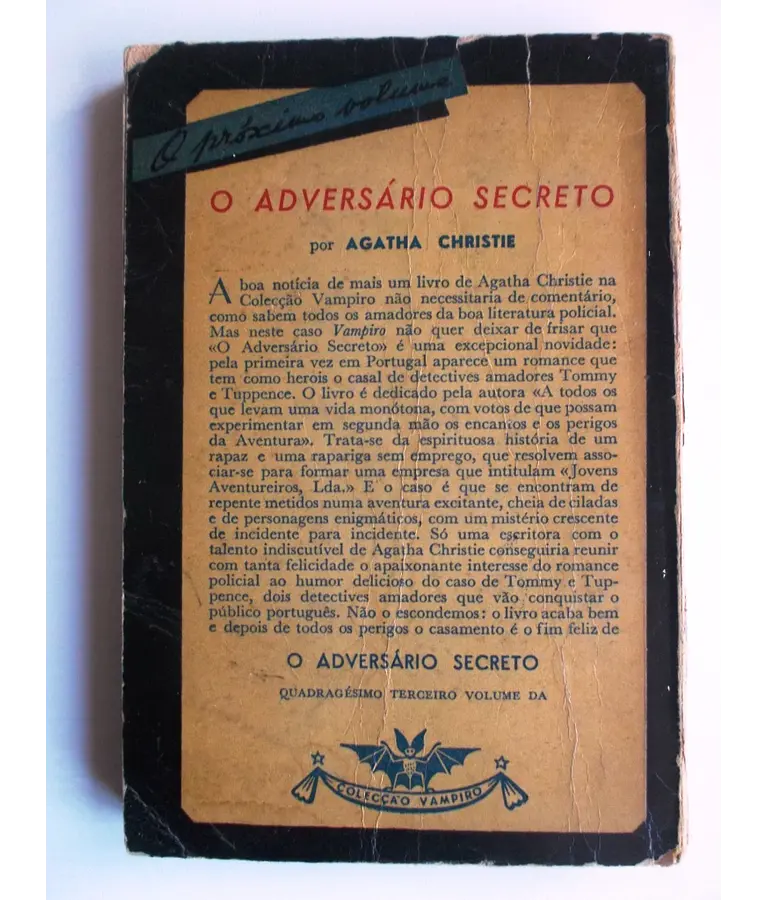 O próximo volume
O ADVERSÁRIO SECRETO
por AGATHA CHRISTIE
A boa notícia de mais um livro de Agatha Christie na
Colecção Vampiro não necessitaria de comentário,
como sabem todos os amadores da boa literatura policial.
Mas neste caso Vampiro não quer deixar de frisar que
«O Adversário Secreto» é uma excepcional novidade:
pela primeira vez em Portugal aparece um romance que
tem como herois o casal de detectives amadores Tommy
e Tuppence. O livro é dedicado pela autora «A todos os
que levam uma vida monótona, com votos de que possam
experimentar em segunda mão os encantos e os perigos
da Aventura». Trata-se da espirituosa história de um
rapaz e uma rapariga sem emprego, que resolvem asso-
ciar-se para formar uma empresa que intitulam «Jovens
Aventureiros, Lda.» E o caso é que se encontram de
repente metidos numa aventura excitante, cheia de ciladas
e de personagens enigmáticos, com um mistério crescente
de incidente para incidente. Só uma escritora com o
talento indiscutível de Agatha Christie conseguiria reunir
com tanta felicidade o apaixonante interesse do romance
policial ao humor delicioso do caso de Tommy e Tup-
pence, dois detectives amadores que vão conquistar o
público português. Não o escondemos: o livro acaba bem
e depois de todos os perigos o casamento é o fim feliz de
O ADVERSÁRIO SECRETO
QUADRAGÉSIMO TERCEIRO VOLUME DA
COLECÇÃO VAMPIRO